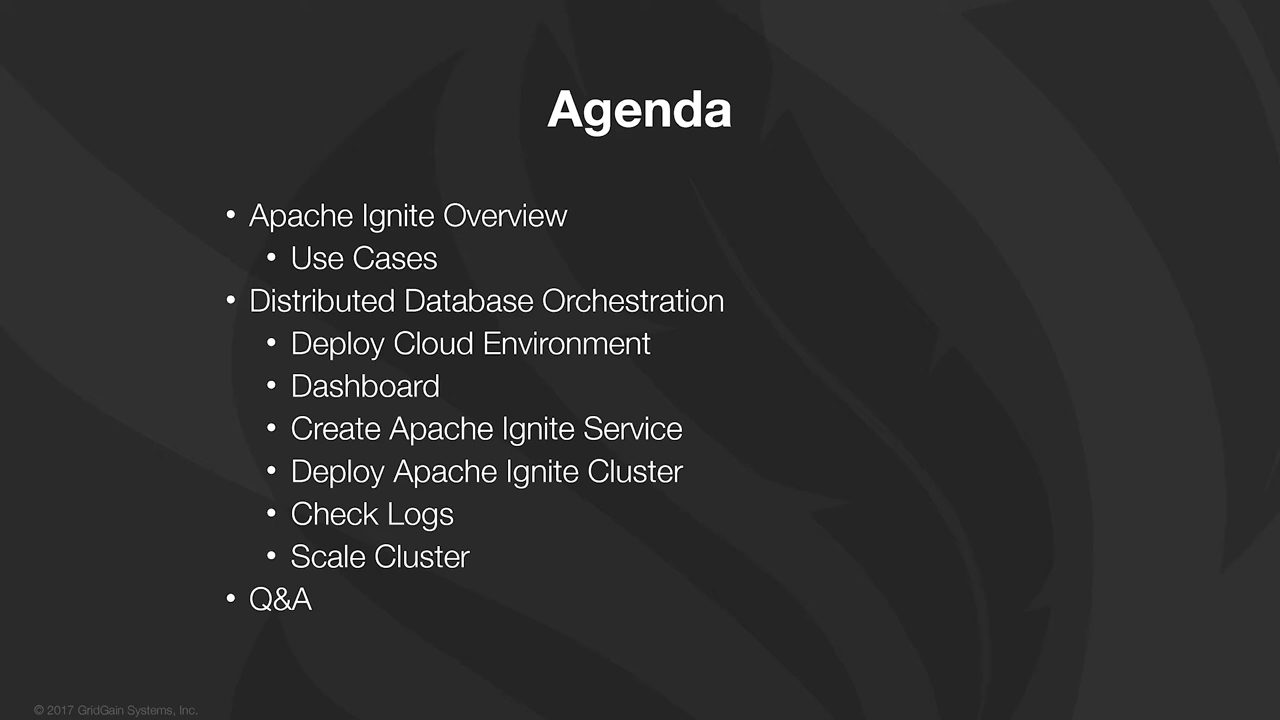 Agenda
• Apache Ignite Overview
• Use Cases
• Distributed Database Orchestration
• Deploy Cloud Environment
• Dashboard
• Create Apache Ignite Service
• Deploy Apache Ignite Cluster
• Check Logs
• Scale Cluster
• Q&A
© 2017 GridGain Systems, Inc.